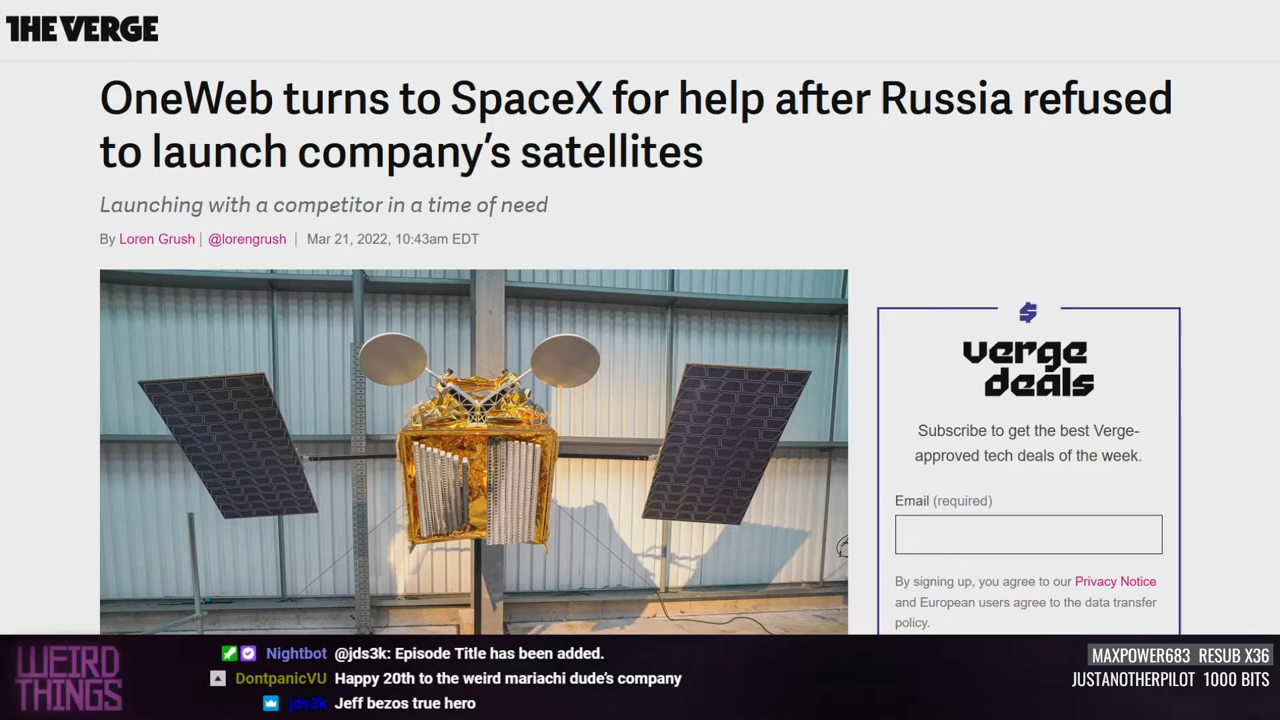 THE VERGE
OneWeb turns to SpaceX for help after Russia refused
to launch company's satellites
Launching with a competitor in a time of need
By Loren Grush | @lorengrush | Mar 21, 2022, 10:43am EDT
verge
deals
Subscribe to get the best Verge-
approved tech deals of the week.
Email (required)
By signing up, you agree to our Privacy Notice
and European users agree to the data transfer
policy.
WEIRD
THINGS
Nightbot @jds3k: Episode Title has been added.
DontpanicVU Happy 20th to the weird mariachi dude's company
jds3k Jeff bezos true hero
MAXPOWER683 RESUB X36
JUSTANOTHERPILOT 1000 BITS